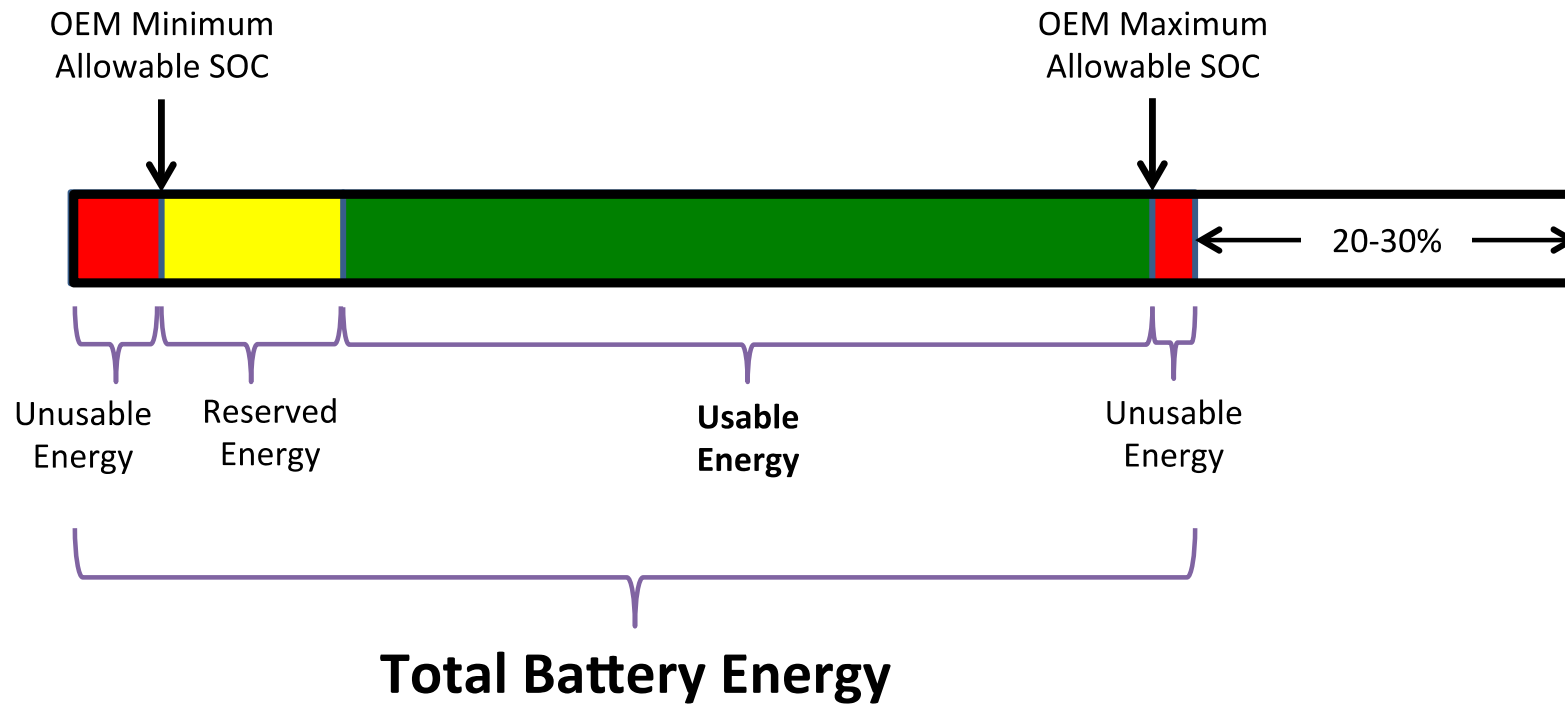 OEM Minimum
Allowable SOC
OEM Maximum
Allowable SOC
20-30%
Unusable
Energy
Reserved
Energy
Usable
Energy
Unusable
Energy
Total Battery Energy